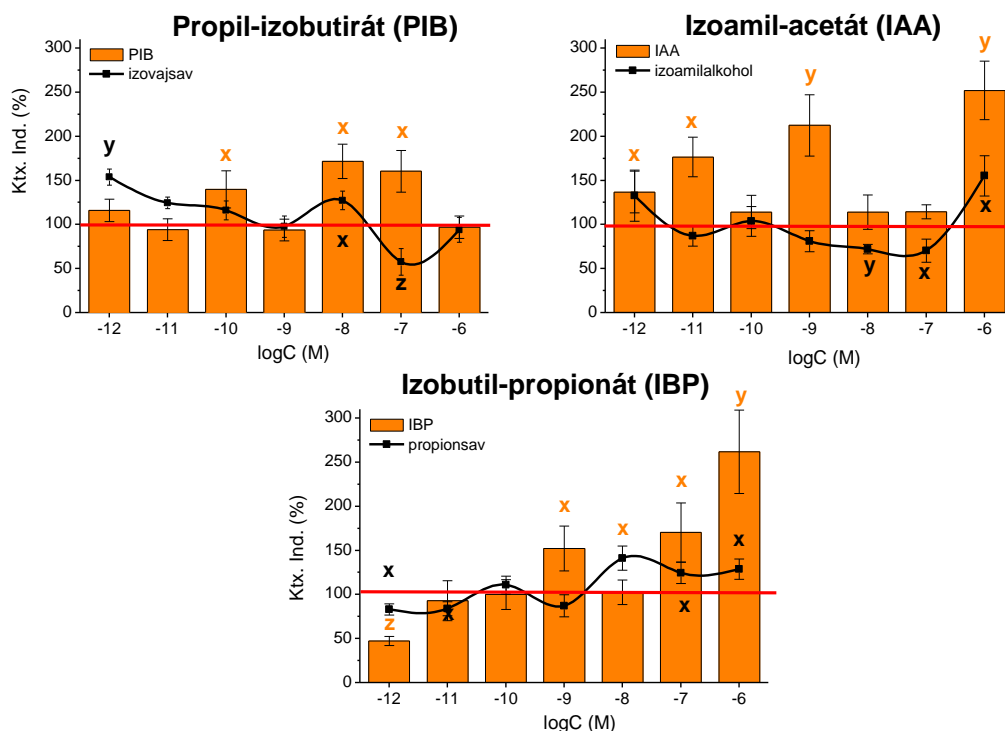 Propil-izobutirát (PIB)
PIB
izovajsav
Ktx. Ind. (%)
300
250
200
150
100
50
0
y
x
x
x
x
z
-12 -11 -10 -9 -8 -7 -6
logC (M)
Izoamil-acetát (IAA)
IAA
izoamilalkohol
300
250
200
150
100
50
0
x
x
y
y
y
x
x
-12 -11 -10 -9 -8 -7 -6
logC (M)
Izobutil-propionát (IBP)
IBP
propionsav
Ktx. Ind. (%)
300
250
200
150
100
50
0
x
z
x
x
x
x
x
y
x
-12 -11 -10 -9 -8 -7 -6
logC (M)